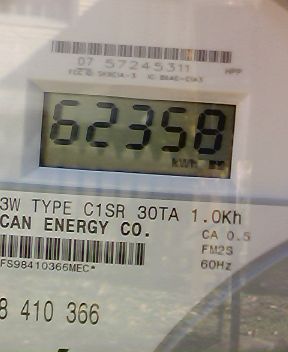 07 57245311
HPP
62358
kWh
3W TYPE C1SR 30TA 1.0Kh
CAN ENERGY CO.
CA 0.5
FM2S
60Hz
FS98410366MEC*
8 410 366